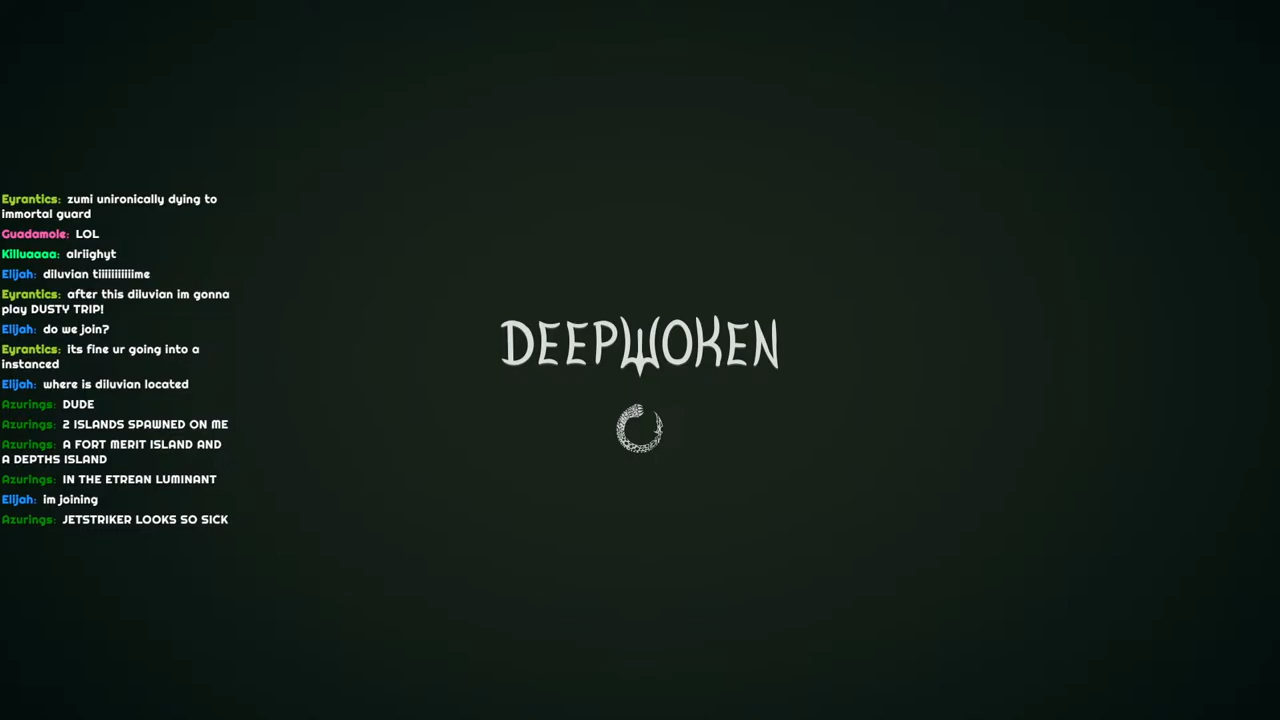 Eyrantics: zumi unironically dying to
immortal guard
Guadamole: LOL
Killuaaaa: alriighyt
Elijah: diluvian tiiiiiiiiiiime
Eyrantics: after this diluvian im gonna
play DUSTY TRIP!
Elijah: do we join?
Eyrantics: its fine ur going into a
instanced
Elijah: where is diluvian located
Azurings: DUDE
Azurings: 2 ISLANDS SPAWNED ON ME
Azurings: A FORT MERIT ISLAND AND
A DEPTHS ISLAND
Azurings: IN THE ETREAN LUMINANT
Elijah: im joining
Azurings: JETSTRIKER LOOKS SO SICK
DEEPWOKEN